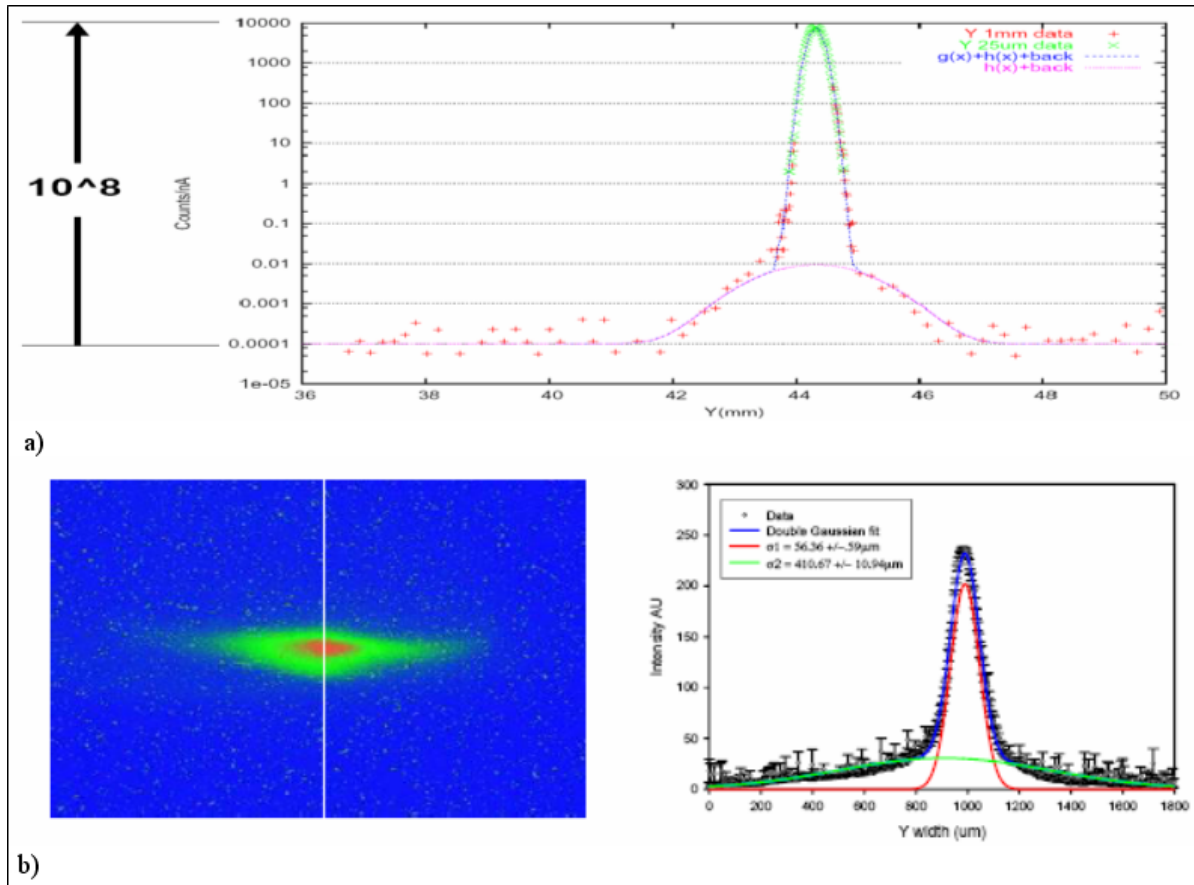 10^8
Counts/nA
10000
1000
100
10
1
0.1
0.01
0.001
0.0001
1e-05
Y 1mm data
Y 25um data
g(x)+h(x)+back
h(x)+back
36
38
40
42
44
46
48
50
Y(mm)
a)
Intensity AU
300
250
200
150
100
50
0
Data
Double Gaussian fit
σ1 = 56.36 +/-.59μm
σ2 = 410.67 +/- 10.94μm
0
200
400
600
800
1000
1200
1400
1600
1800
Y width (um)
b)